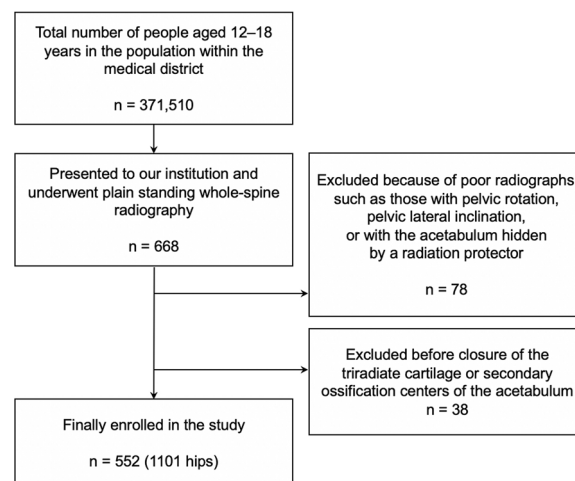 Total number of people aged 12–18
years in the population within the
medical district
n = 371,510
Presented to our institution and
underwent plain standing whole-spine
radiography
n = 668
Excluded because of poor radiographs
such as those with pelvic rotation,
pelvic lateral inclination,
or with the acetabulum hidden
by a radiation protector
n = 78
Excluded before closure of the
triradiate cartilage or secondary
ossification centers of the acetabulum
n = 38
Finally enrolled in the study
n = 552 (1101 hips)